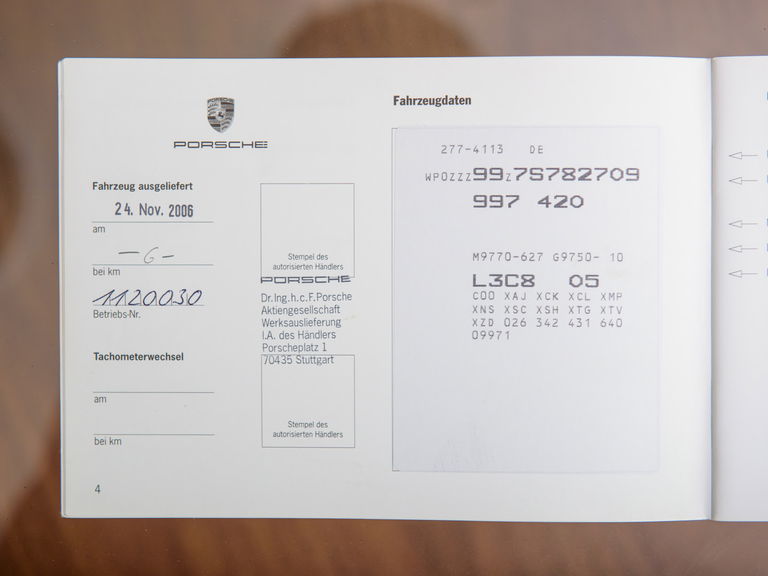 PORSCHE
Fahrzeug ausgeliefert
24. Nov. 2006
am
- G -
bei km
1120030
Betriebs-Nr.
Tachometerwechsel
am
bei km
4
Stempel des
autorisierten Händlers
PORSCHE
Dr.Ing.h.c.F.Porsche
Aktiengesellschaft
Werksauslieferung
I.A. des Händlers
Porscheplatz 1
70435 Stuttgart
Stempel des
autorisierten Händlers
Fahrzeugdaten
277-4113 DE
WP0ZZZ99Z7S782709
997 420
M9770-627 G9750- 10
L3C8 05
C00 XAJ XCK XCL XMP
XNS XSC XSH XTG XTV
XZD 026 342 431 640
09971